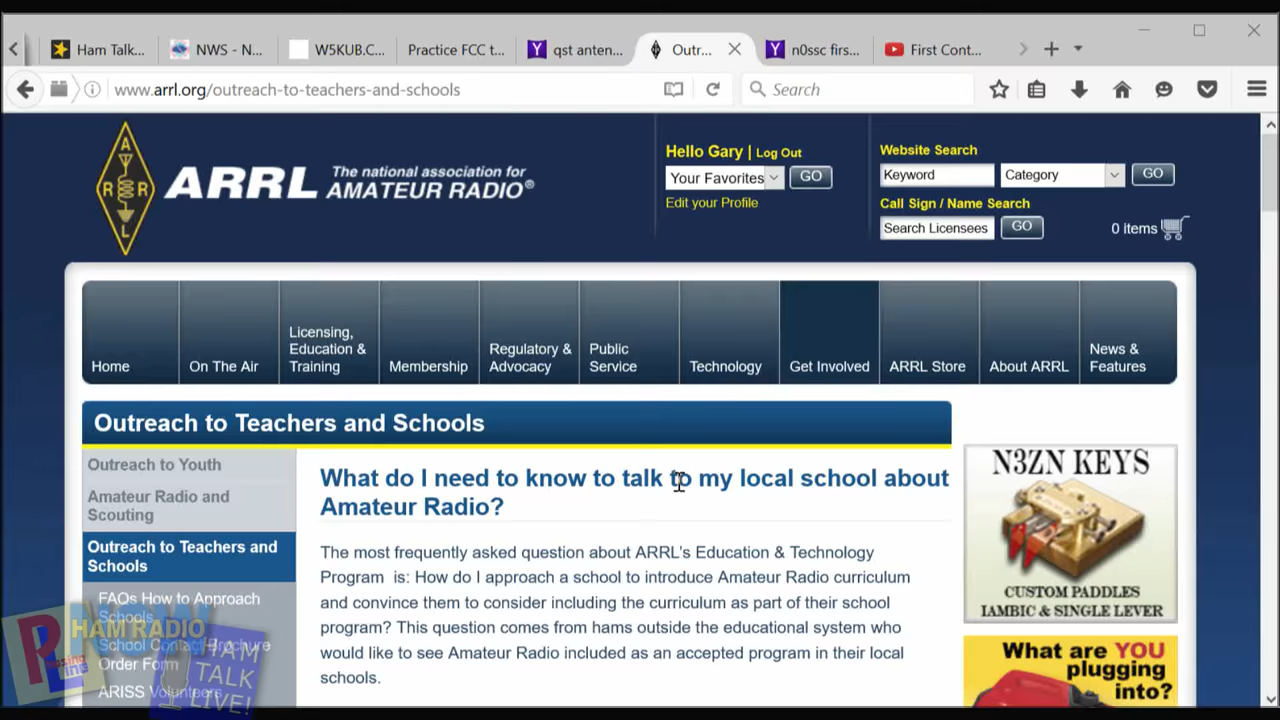 Ham Talk...
NWS - N...
W5KUB.C...
Practice FCC t...
qst anten...
Outr...
n0ssc firs...
First Cont...
www.arrl.org/outreach-to-teachers-and-schools
Search
A
R R
L
ARRL
The national association for
AMATEUR RADIO®
Hello Gary | Log Out
Your Favorites
GO
Edit your Profile
Website Search
Keyword
Category
GO
Call Sign / Name Search
Search Licensees
GO
0 items
Home
On The Air
Licensing,
Education &
Training
Membership
Regulatory &
Advocacy
Public
Service
Technology
Get Involved
ARRL Store
About ARRL
News &
Features
Outreach to Teachers and Schools
Outreach to Youth
Amateur Radio and
Scouting
Outreach to Teachers and
Schools
FAQs How to Approach
Schools
School Contact Brochure
Order Form
ARISS Volunteers
What do I need to know to talk to my local school about
Amateur Radio?
The most frequently asked question about ARRL's Education & Technology
Program is: How do I approach a school to introduce Amateur Radio curriculum
and convince them to consider including the curriculum as part of their school
program? This question comes from hams outside the educational system who
would like to see Amateur Radio included as an accepted program in their local
schools.
N3ZN KEYS
CUSTOM PADDLES
IAMBIC & SINGLE LEVER
What are YOU
plugging
into?
HAM RADIO
HAM
TALK
LIVE!